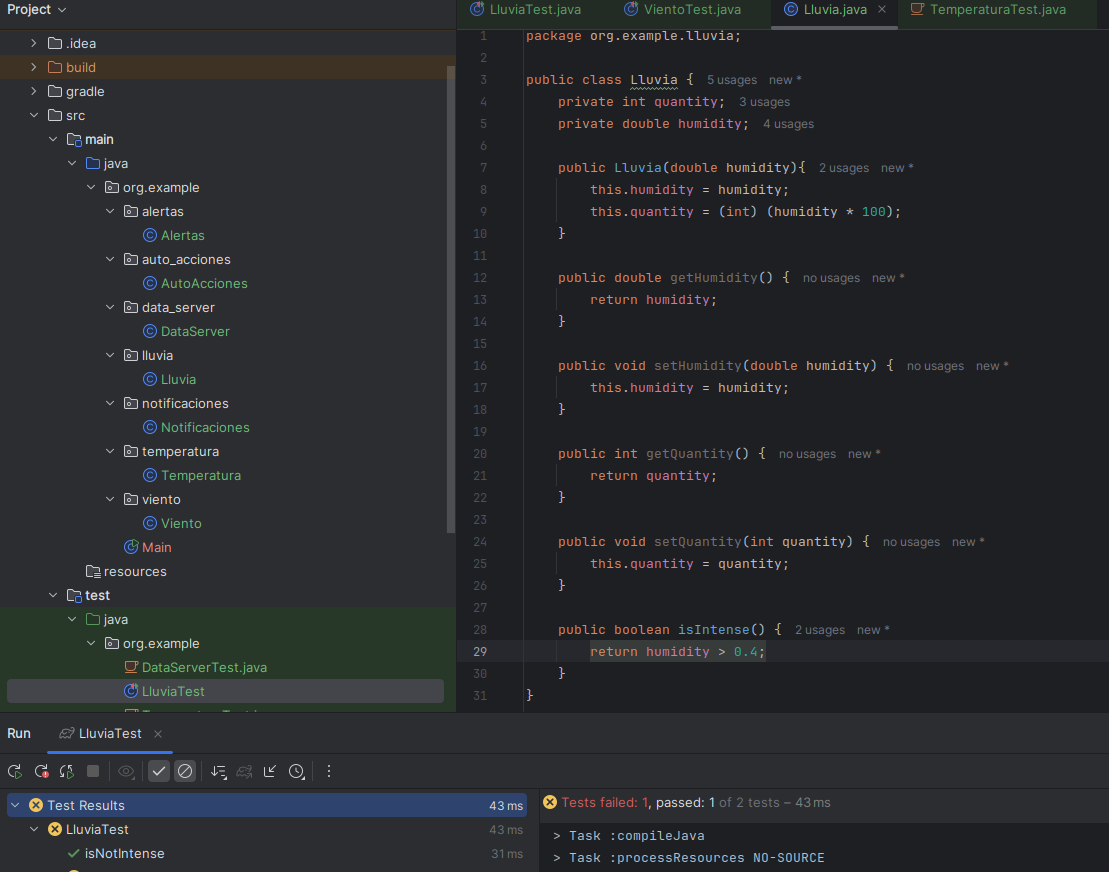 Project
LluviaTest.java
VientoTest.java
Lluvia.java
TemperaturaTest.java
.idea
build
gradle
src
main
java
org.example
alertas
Alertas
auto_acciones
AutoAcciones
data_server
DataServer
lluvia
Lluvia
notificaciones
Notificaciones
temperatura
Temperatura
viento
Viento
Main
resources
test
java
org.example
DataServerTest.java
LluviaTest
1 package org.example.lluvia;
2
3 public class Lluvia { 5 usages new *
4 private int quantity; 3 usages
5 private double humidity; 4 usages
6
7 public Lluvia(double humidity){ 2 usages new *
8 this.humidity = humidity;
9 this.quantity = (int) (humidity * 100);
10 }
11
12 public double getHumidity() { no usages new *
13 return humidity;
14 }
15
16 public void setHumidity(double humidity) { no usages new *
17 this.humidity = humidity;
18 }
19
20 public int getQuantity() { no usages new *
21 return quantity;
22 }
23
24 public void setQuantity(int quantity) { no usages new *
25 this.quantity = quantity;
26 }
27
28 public boolean isIntense() { 2 usages new *
29 return humidity > 0.4;
30 }
31 }
Run LluviaTest
Test Results 43 ms
LluviaTest 43 ms
isNotIntense 31 ms
Tests failed: 1, passed: 1 of 2 tests – 43 ms
> Task :compileJava
> Task :processResources NO-SOURCE